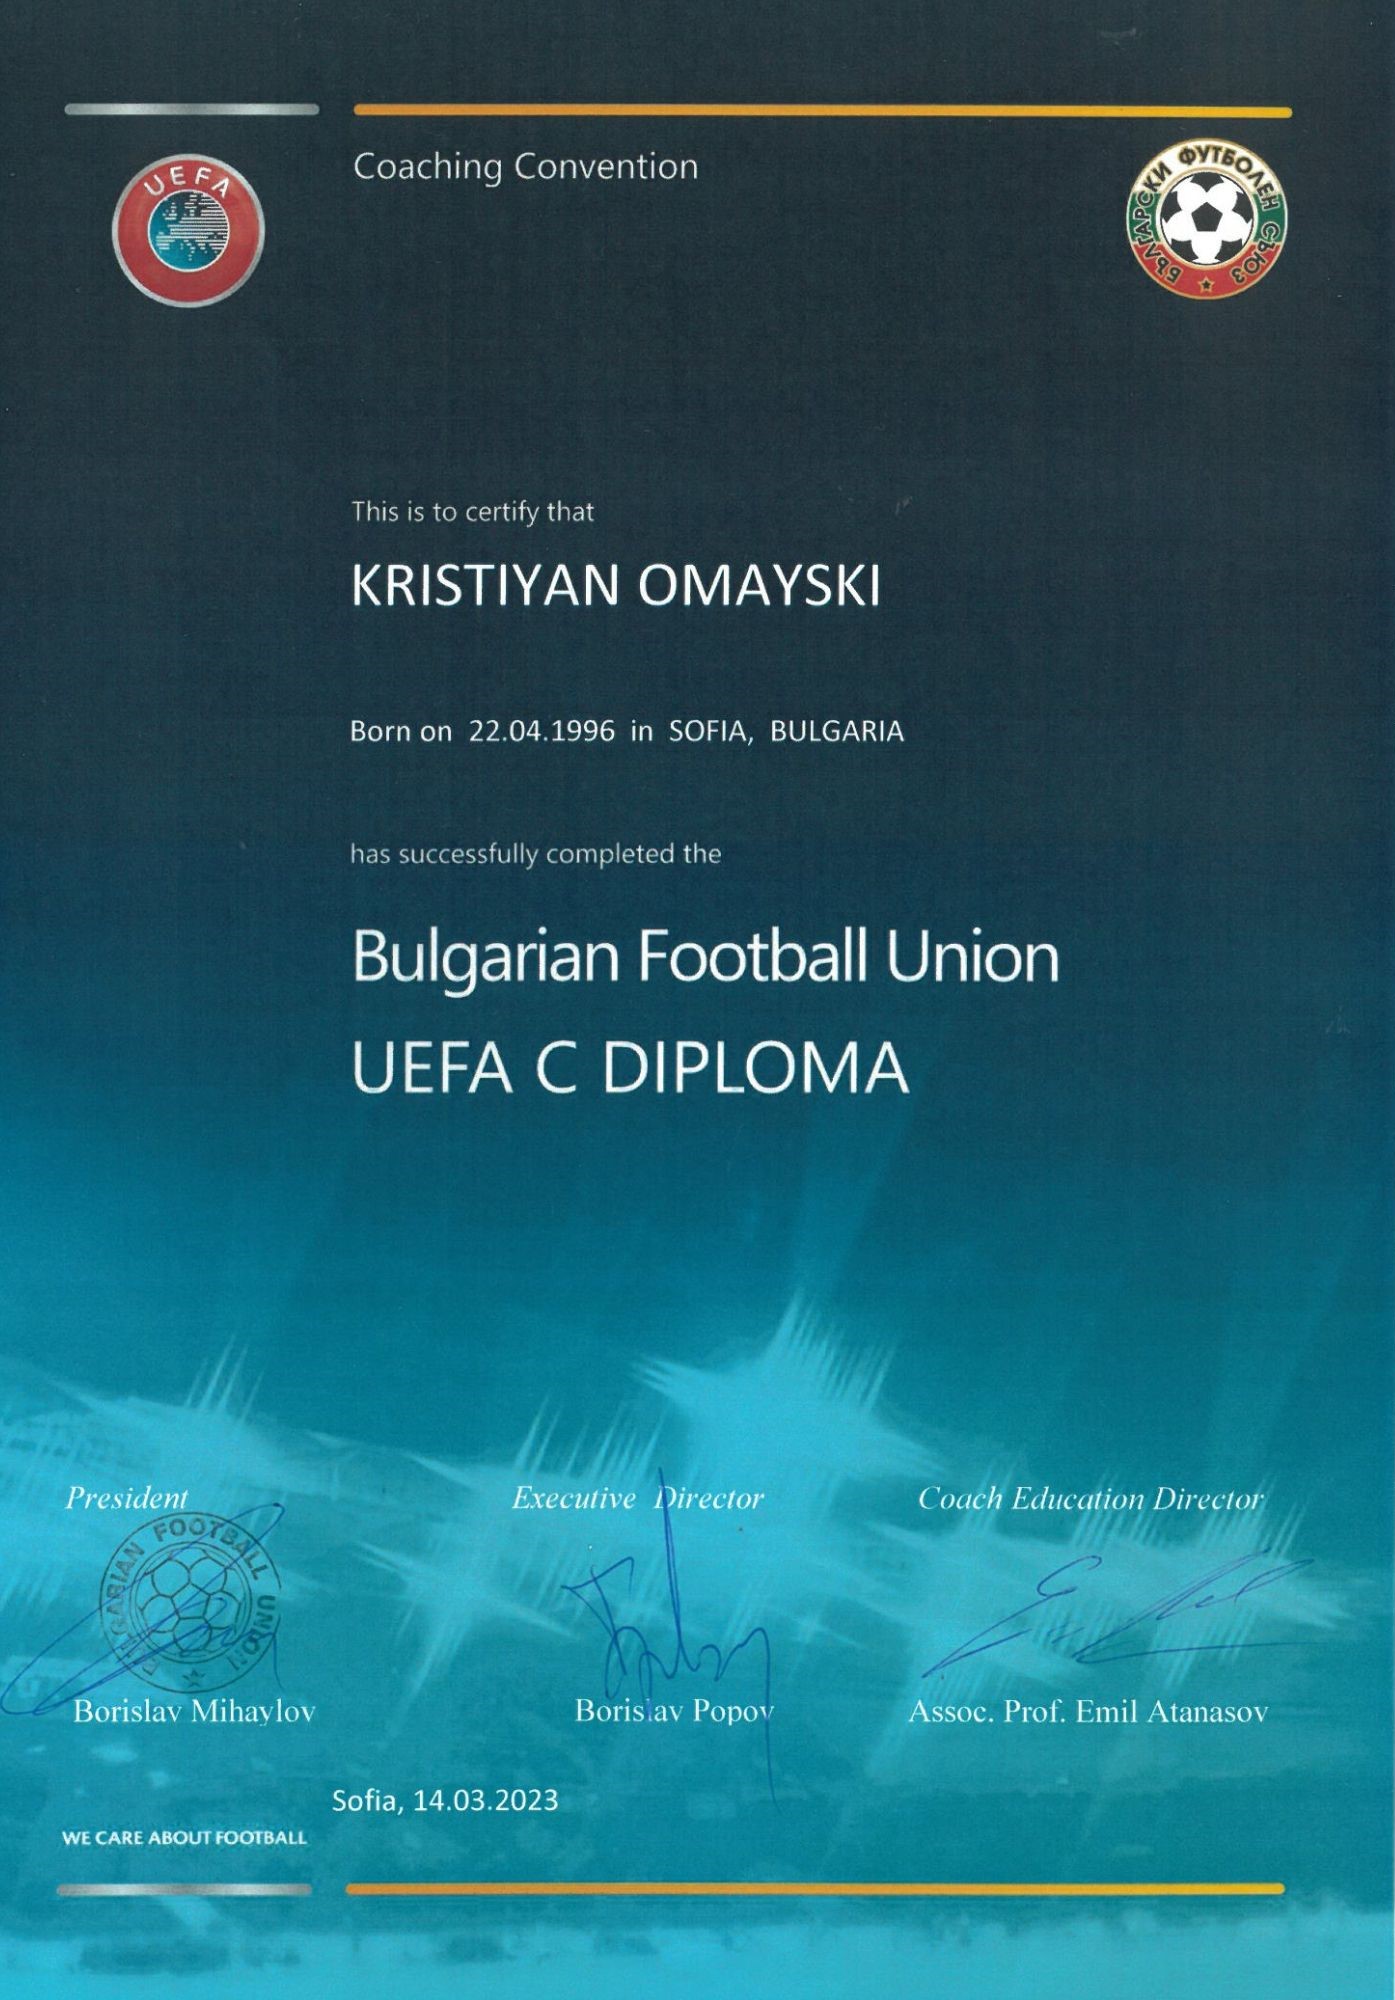 UEFA
Coaching Convention
БЪЛГАРСКИ ФУТБОЛЕН СЪЮЗ
This is to certify that
KRISTIYAN OMAYSKI
Born on 22.04.1996 in SOFIA, BULGARIA
has successfully completed the
Bulgarian Football Union
UEFA C DIPLOMA
President Executive Director Coach Education Director
BULGARIAN FOOTBALL UNION
Borislav Mihaylov Borislav Popov Assoc. Prof. Emil Atanasov
Sofia, 14.03.2023
WE CARE ABOUT FOOTBALL